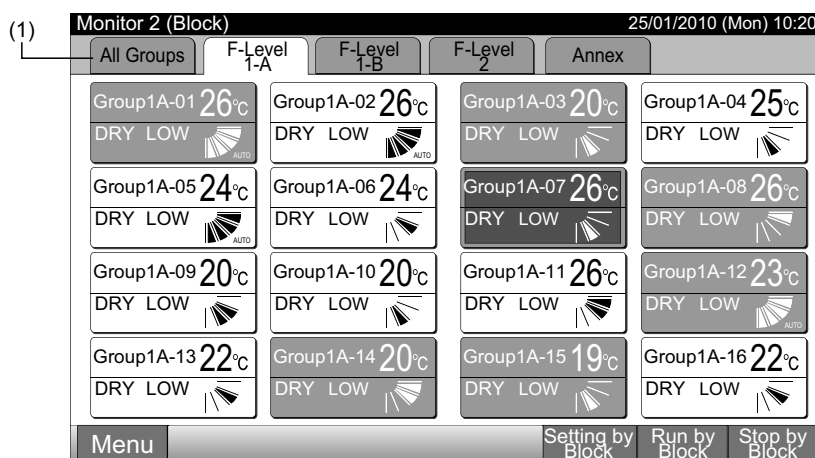 (1)
Monitor 2 (Block) 25/01/2010 (Mon) 10:20
All Groups F-Level 1-A F-Level 1-B F-Level 2 Annex
Group1A-01 26°C Group1A-02 26°C Group1A-03 20°C Group1A-04 25°C
DRY LOW AUTO DRY LOW AUTO DRY LOW DRY LOW
Group1A-05 24°C Group1A-06 24°C Group1A-07 26°C Group1A-08 26°C
DRY LOW AUTO DRY LOW DRY LOW DRY LOW
Group1A-09 20°C Group1A-10 20°C Group1A-11 26°C Group1A-12 23°C
DRY LOW DRY LOW DRY LOW DRY LOW AUTO
Group1A-13 22°C Group1A-14 20°C Group1A-15 19°C Group1A-16 22°C
DRY LOW DRY LOW DRY LOW DRY LOW
Menu Setting by Block Run by Block Stop by Block